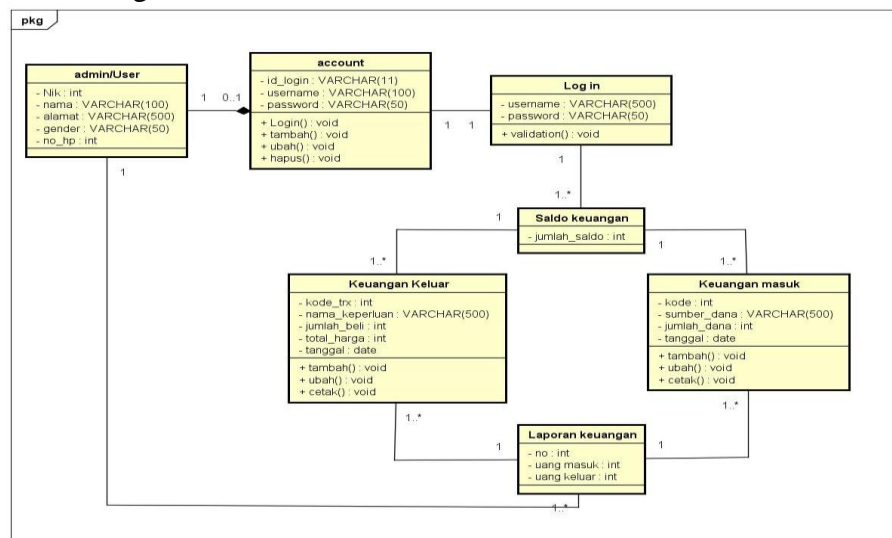 pkg
admin/User
- Nik : int
- nama : VARCHAR(100)
- alamat : VARCHAR(500)
- gender : VARCHAR(50)
- no_hp : int
1
0..1
account
- id_login : VARCHAR(11)
- username : VARCHAR(100)
- password : VARCHAR(50)
+ Login() : void
+ tambah() : void
+ ubah() : void
+ hapus() : void
1
1
Log in
- username : VARCHAR(500)
- password : VARCHAR(50)
+ validation() : void
1
1
1..*
Saldo keuangan
- jumlah_saldo : int
1
1
1..*
1..*
Keuangan Keluar
- kode_trx : int
- nama_keperluan : VARCHAR(500)
- jumlah_beli : int
- total_harga : int
- tanggal : date
+ tambah() : void
+ ubah() : void
+ cetak() : void
Keuangan masuk
- kode : int
- sumber_dana : VARCHAR(500)
- jumlah_dana : int
- tanggal : date
+ tambah() : void
+ ubah() : void
+ cetak() : void
1..*
1..*
1
1
Laporan keuangan
- no : int
- uang masuk : int
- uang keluar : int
1..*